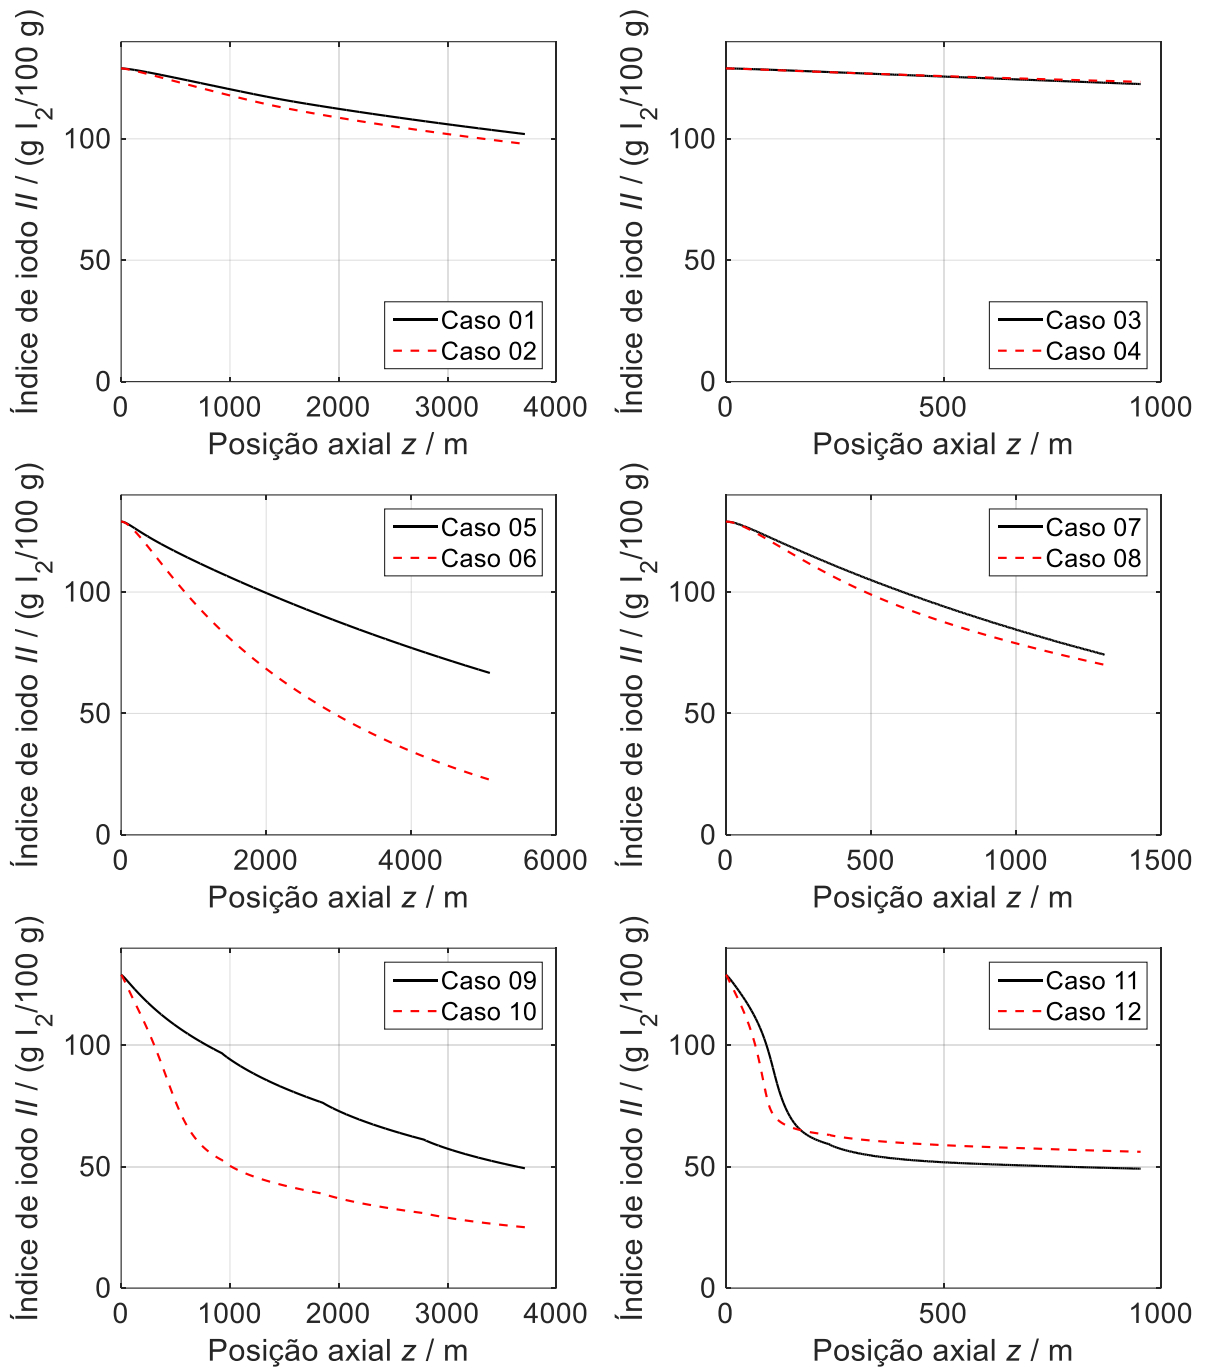 Índice de iodo II / (g I2/100 g)
100
50
0
0 1000 2000 3000 4000
Posição axial z / m
Caso 01
Caso 02
Índice de iodo II / (g I2/100 g)
100
50
0
0 500 1000
Posição axial z / m
Caso 03
Caso 04
Índice de iodo II / (g I2/100 g)
100
50
0
0 2000 4000 6000
Posição axial z / m
Caso 05
Caso 06
Índice de iodo II / (g I2/100 g)
100
50
0
0 500 1000 1500
Posição axial z / m
Caso 07
Caso 08
Índice de iodo II / (g I2/100 g)
100
50
0
0 1000 2000 3000 4000
Posição axial z / m
Caso 09
Caso 10
Índice de iodo II / (g I2/100 g)
100
50
0
0 500 1000
Posição axial z / m
Caso 11
Caso 12